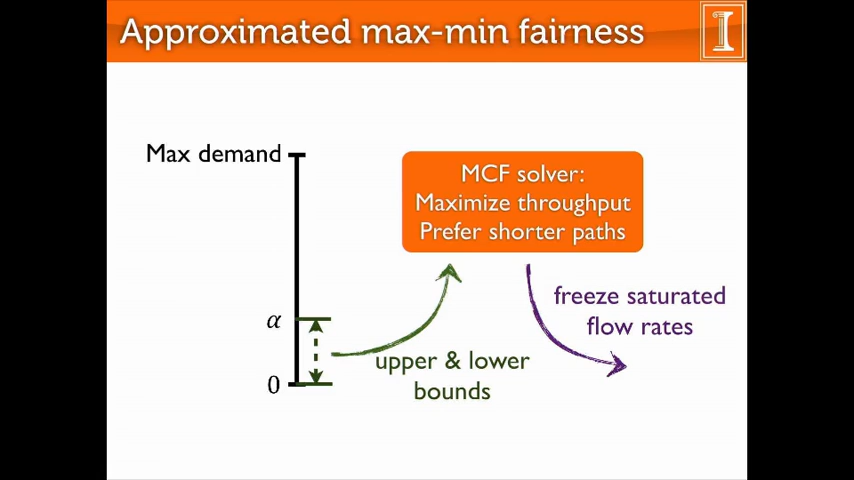 Approximated max-min fairness
I
Max demand
MCF solver:
Maximize throughput
Prefer shorter paths
freeze saturated
flow rates
α
upper & lower
bounds
0